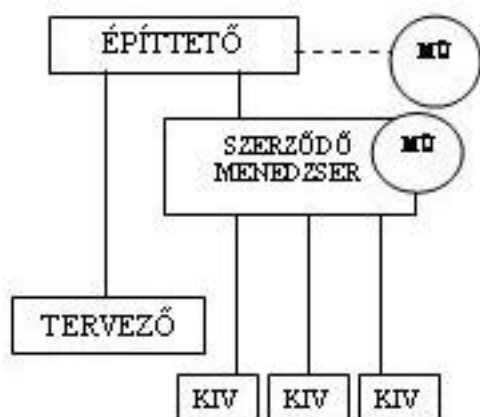 ÉPÍTTETŐ
MŰ
SZERZŐDŐ
MENEDZSER
MŰ
TERVEZŐ
KIV
KIV
KIV